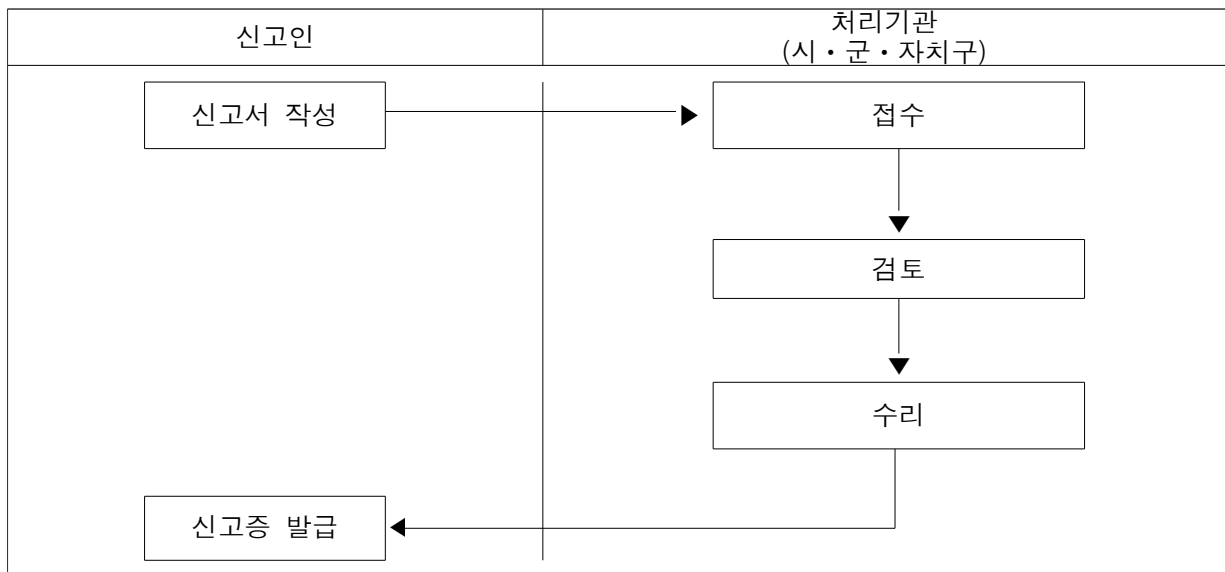 신고인
처리기관
(시・군・자치구)
신고서 작성
접수
검토
수리
신고증 발급